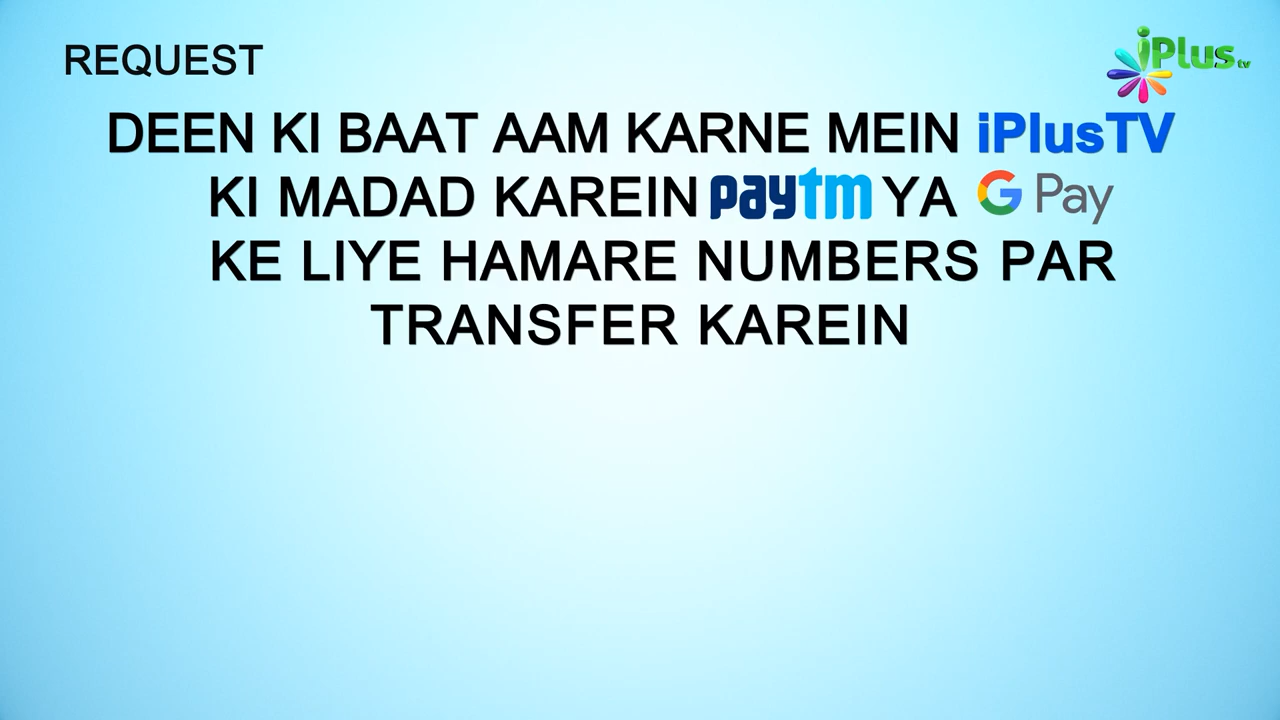 REQUEST
iPlus tv
DEEN KI BAAT AAM KARNE MEIN iPlusTV
KI MADAD KAREIN paytm YA G Pay
KE LIYE HAMARE NUMBERS PAR
TRANSFER KAREIN